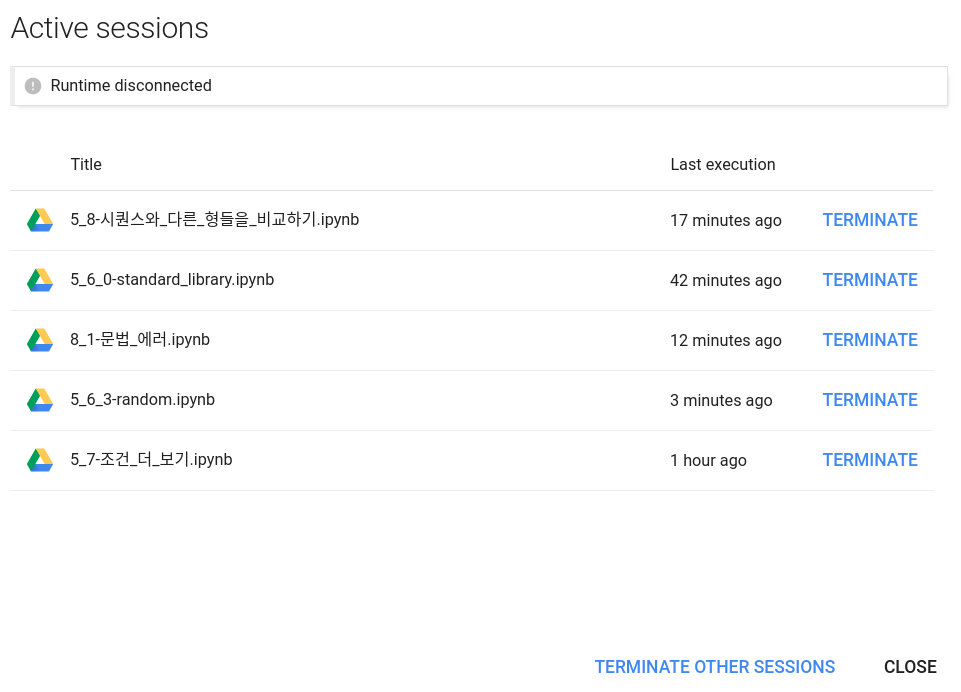 Active sessions
Runtime disconnected
Title Last execution
5_8-시퀀스와_다른_형들을_비교하기.ipynb 17 minutes ago TERMINATE
5_6_0-standard_library.ipynb 42 minutes ago TERMINATE
8_1-문법_에러.ipynb 12 minutes ago TERMINATE
5_6_3-random.ipynb 3 minutes ago TERMINATE
5_7-조건_더_보기.ipynb 1 hour ago TERMINATE
TERMINATE OTHER SESSIONS CLOSE